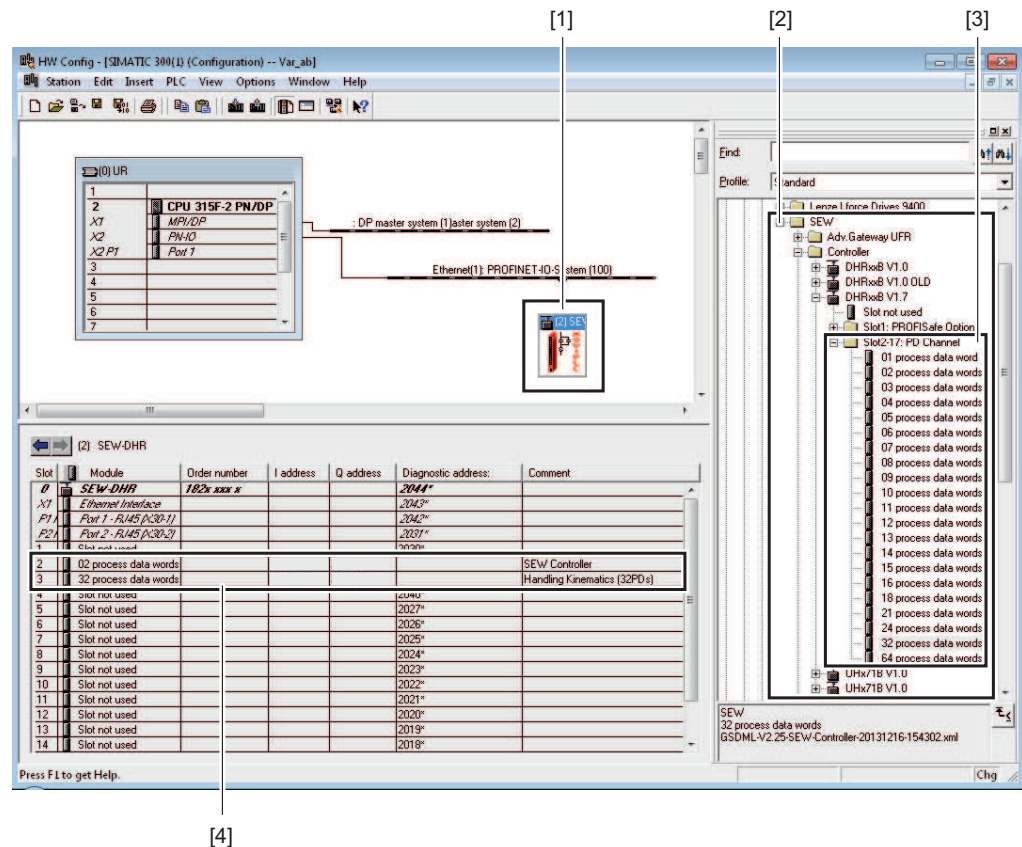 [1] [2] [3]
HW Config - [SIMATIC 300(1) (Configuration) -- Var_ab]
Station Edit Insert PLC View Options Window Help
(0) UR
1
2 CPU 315F-2 PN/DP
X1 MPI/DP
X2 PN-IO
X2 P1 Port 1
3
4
5
6
7
: DP master system (1)aster system (2)
Ethernet(1): PROFINET-IO-System (100)
(2) SEW
Find:
Profile: Standard
Lenze Lforce Drives 9400
SEW
Adv.Gateway UFR
Controller
DHRxxB V1.0
DHRxxB V1.0 OLD
DHRxxB V1.7
Slot not used
Slot1: PROFISafe Option
Slot2-17: PD Channel
01 process data word
02 process data words
03 process data words
04 process data words
05 process data words
06 process data words
07 process data words
08 process data words
09 process data words
10 process data words
11 process data words
12 process data words
13 process data words
14 process data words
15 process data words
16 process data words
18 process data words
21 process data words
24 process data words
32 process data words
64 process data words
UHx71B V1.0
UHx71B V1.0
SEW
32 process data words
GSDML-V2.25-SEW-Controller-20131216-154302.xml
(2) SEW-DHR
Slot Module Order number I address Q address Diagnostic address: Comment
0 SEW-DHR 182x xxx x 2044*
X1 Ethernet Interface 2043*
P1 Port 1 - RJ45 (X30-1) 2042*
P2 Port 2 - RJ45 (X30-2) 2031*
1 Slot not used 2030*
2 02 process data words SEW Controller
3 32 process data words Handling Kinematics (32PDs)
4 Slot not used 2040*
5 Slot not used 2027*
6 Slot not used 2026*
7 Slot not used 2025*
8 Slot not used 2024*
9 Slot not used 2023*
10 Slot not used 2022*
11 Slot not used 2021*
12 Slot not used 2020*
13 Slot not used 2019*
14 Slot not used 2018*
Press F1 to get Help. Chg
[4]